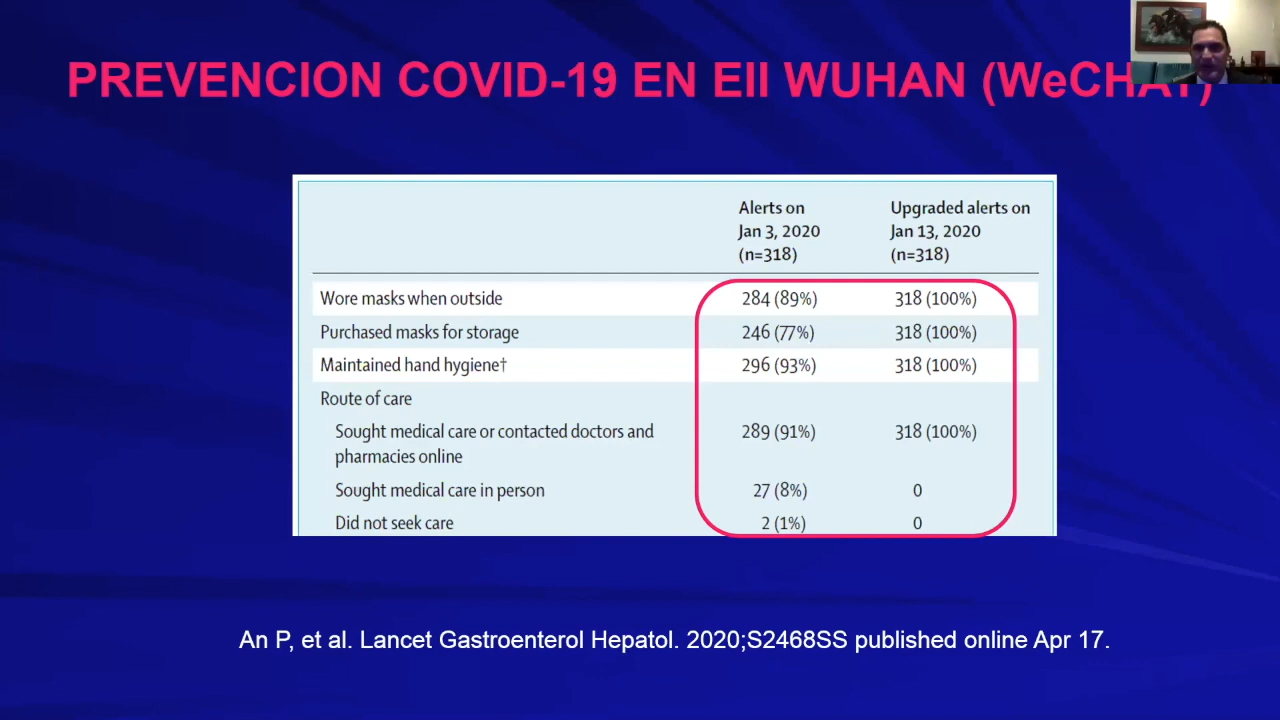 PREVENCION COVID-19 EN EII WUHAN (WeCHAT)
Alerts on
Jan 3, 2020
(n=318)
Upgraded alerts on
Jan 13, 2020
(n=318)
Wore masks when outside 284 (89%) 318 (100%)
Purchased masks for storage 246 (77%) 318 (100%)
Maintained hand hygiene† 296 (93%) 318 (100%)
Route of care
Sought medical care or contacted doctors and 289 (91%) 318 (100%)
pharmacies online
Sought medical care in person 27 (8%) 0
Did not seek care 2 (1%) 0
An P, et al. Lancet Gastroenterol Hepatol. 2020;S2468SS published online Apr 17.